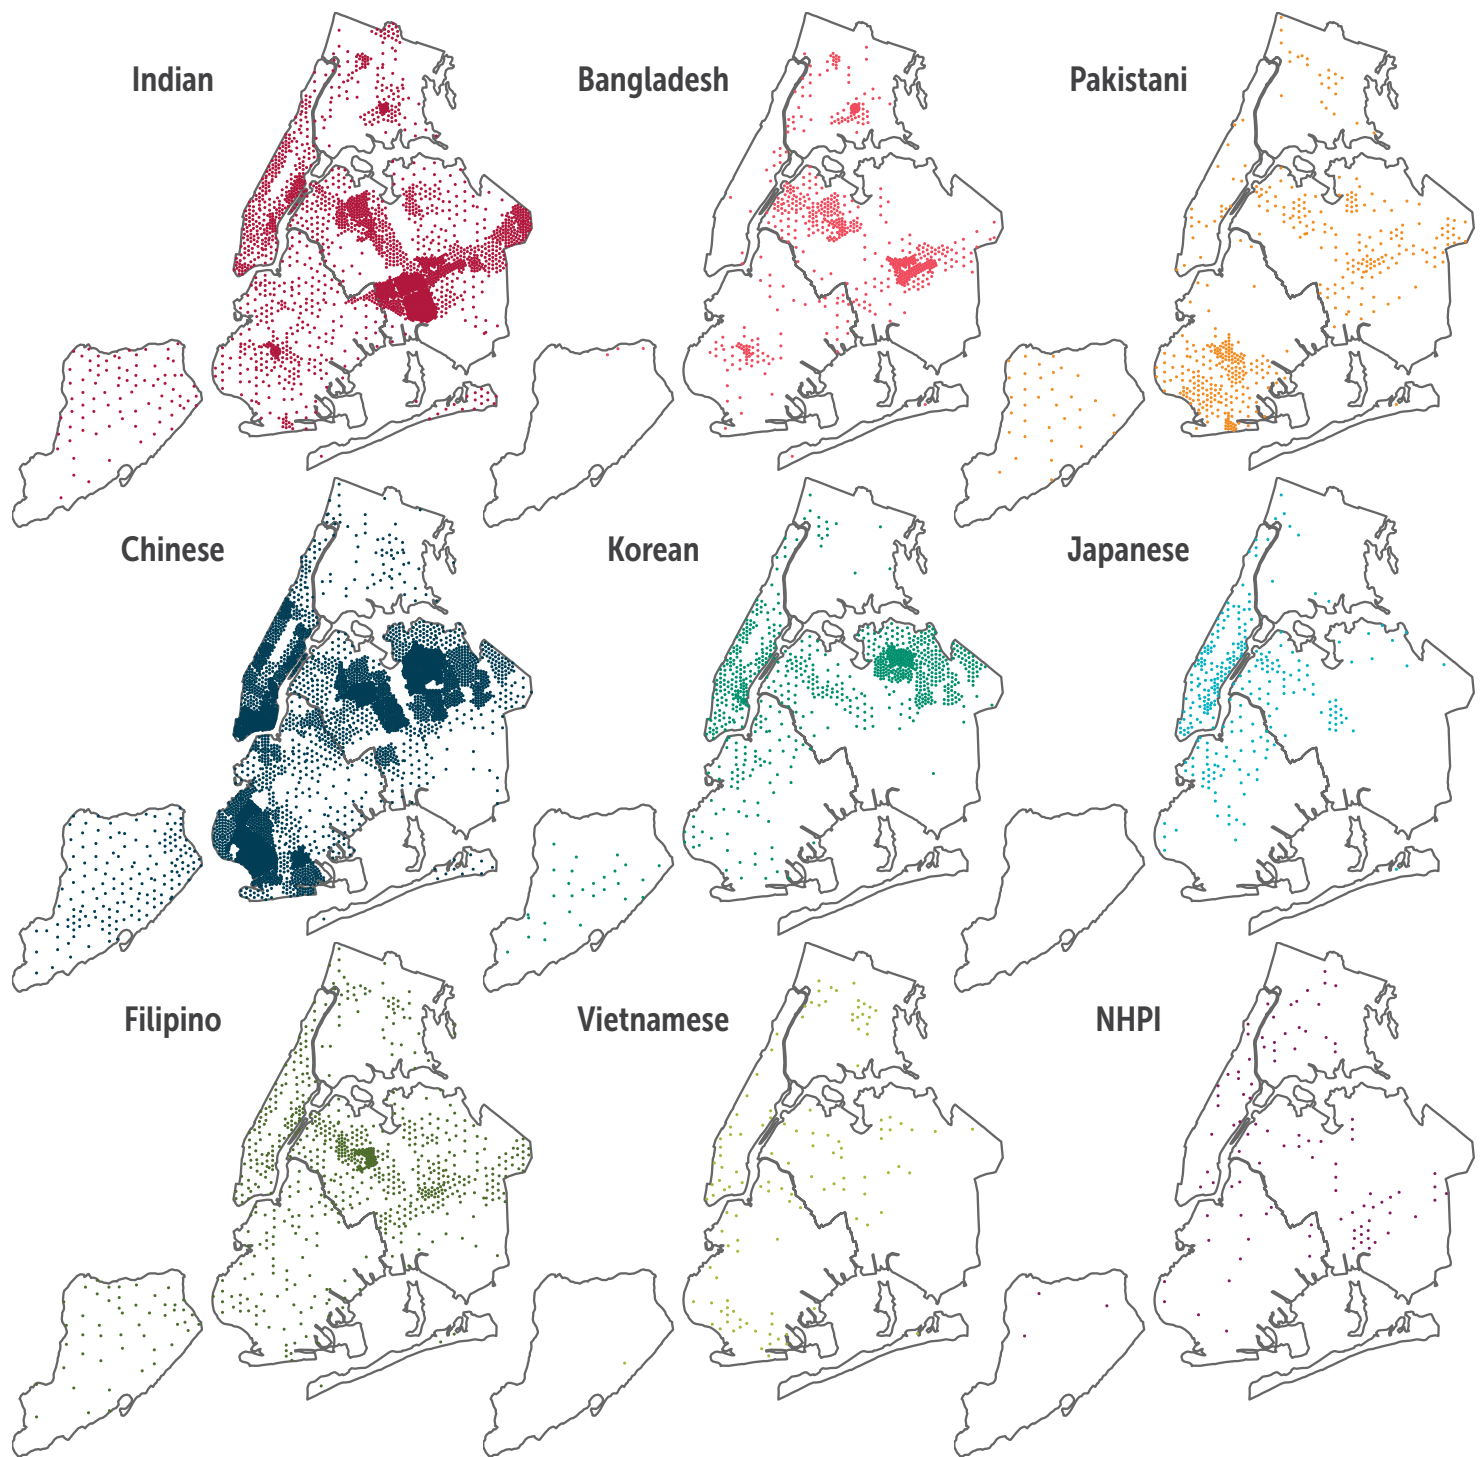 Indian
Bangladesh
Pakistani
Chinese
Korean
Japanese
Filipino
Vietnamese
NHPI